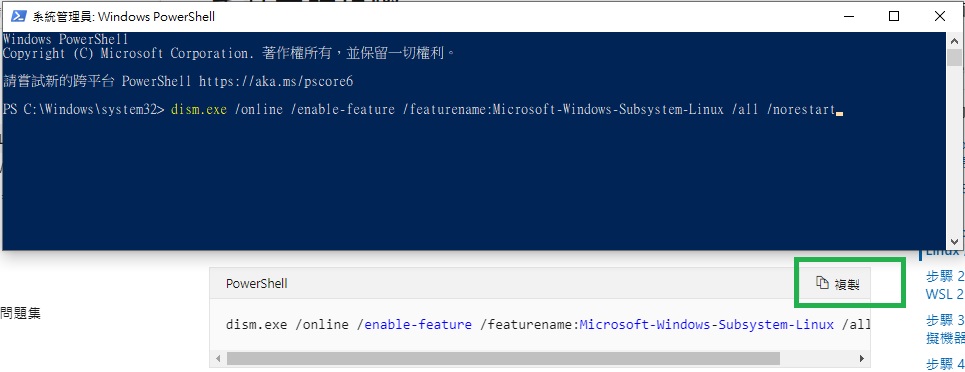 系統管理員: Windows PowerShell
Windows PowerShell
Copyright (C) Microsoft Corporation. 著作權所有，並保留一切權利。
請嘗試新的跨平台 PowerShell https://aka.ms/pscore6
PS C:\Windows\system32> dism.exe /online /enable-feature /featurename:Microsoft-Windows-Subsystem-Linux /all /norestart
PowerShell
複製
dism.exe /online /enable-feature /featurename:Microsoft-Windows-Subsystem-Linux /all
問題集
Linux
步驟 2
WSL 2
步驟 3
擬機器
步驟 4